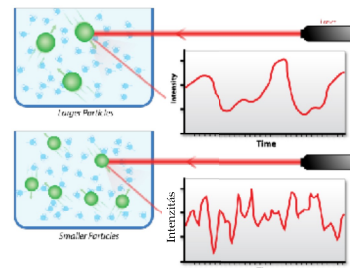 Laser
Intensity
Larger Particles
Time
Intenzitás
Smaller Particles